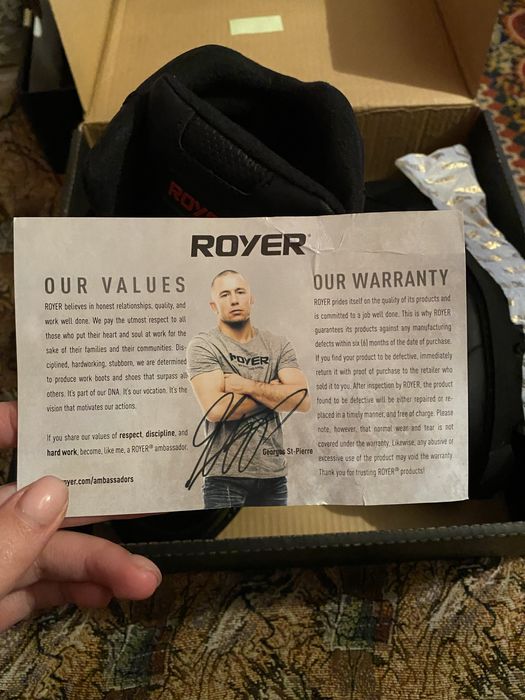 ROYER
ROYER®
OUR VALUES
ROYER believes in honest relationships, quality, and
work well done. We pay the utmost respect to all
those who put their heart and soul at work for the
sake of their families and their communities. Dis-
ciplined, hardworking, stubborn, we are determined
to produce work boots and shoes that surpass all
others. It's part of our DNA. It's our vocation. It's the
vision that motivates our actions.
If you share our values of respect, discipline, and
hard work, become, like me, a ROYER® ambassador.
royer.com/ambassadors
ROYER
Georges St-Pierre
OUR WARRANTY
ROYER prides itself on the quality of its products and
is committed to a job well done. This is why ROYER
guarantees its products against any manufacturing
defects within six (6) months of the date of purchase.
If you find your product to be defective, immediately
return it with proof of purchase to the retailer who
sold it to you. After inspection by ROYER, the product
found to be defective will be either repaired or re-
placed in a timely manner, and free of charge. Please
note, however, that normal wear and tear is not
covered under the warranty. Likewise, any abusive or
excessive use of the product may void the warranty.
Thank you for trusting ROYER® products!